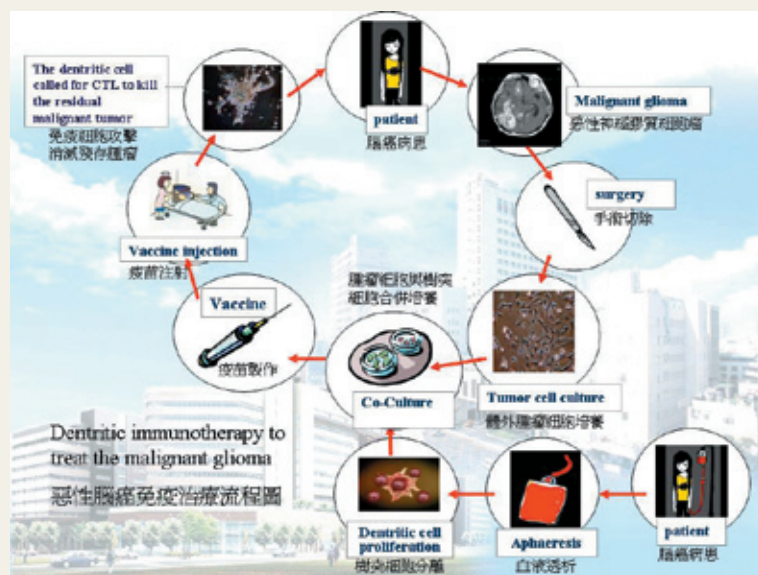 The dentritic cell
called for CTL to kill
the residual
malignant tumor
免疫細胞攻擊
消滅殘存腫瘤
patient
腦癌病患
Malignant glioma
惡性神經膠質細胞瘤
surgery
手術切除
Tumor cell culture
體外腫瘤細胞培養
腫瘤細胞與樹突
細胞合併培養
Co-Culture
Vaccine
疫苗製作
Vaccine injection
疫苗注射
Dentritic cell
proliferation
樹突細胞分離
Aphaeresis
血液透析
patient
腦癌病患
Dentritic immunotherapy to
treat the malignant glioma
惡性腦癌免疫治療流程圖